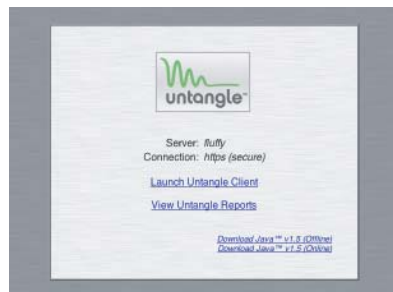 untangle™
Server: fluffy
Connection: https (secure)
Launch Untangle Client
View Untangle Reports
Download Java™ v1.5 (Offline)
Download Java™ v1.5 (Online)